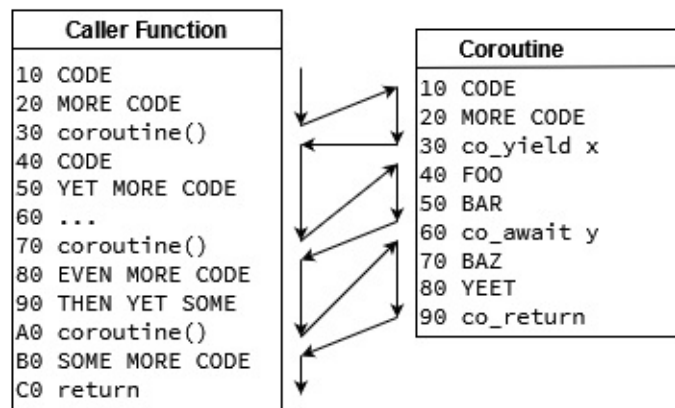 Caller Function
10 CODE
20 MORE CODE
30 coroutine()
40 CODE
50 YET MORE CODE
60 ...
70 coroutine()
80 EVEN MORE CODE
90 THEN YET SOME
A0 coroutine()
B0 SOME MORE CODE
C0 return
Coroutine
10 CODE
20 MORE CODE
30 co_yield x
40 FOO
50 BAR
60 co_await y
70 BAZ
80 YEET
90 co_return